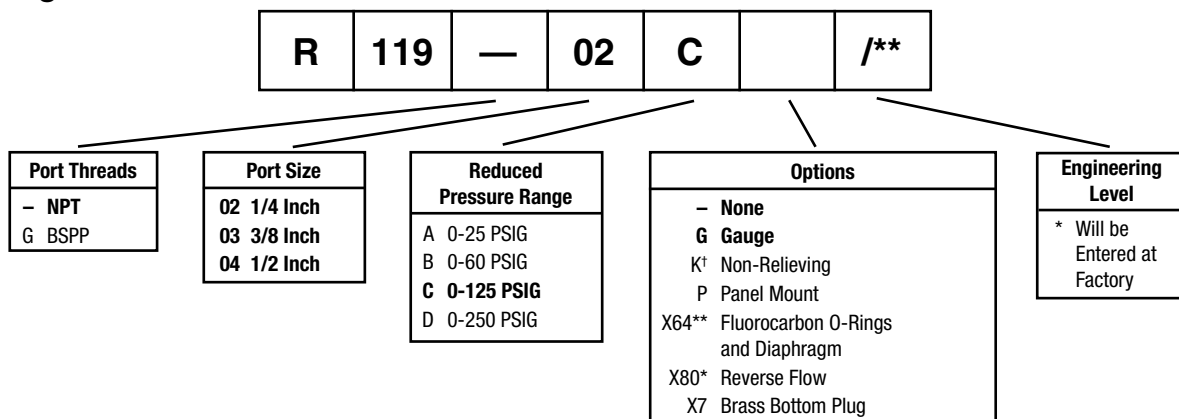 R 119 — 02 C /**
Port Threads
– NPT
G BSPP
Port Size
02 1/4 Inch
03 3/8 Inch
04 1/2 Inch
Reduced
Pressure Range
A 0-25 PSIG
B 0-60 PSIG
C 0-125 PSIG
D 0-250 PSIG
Options
– None
G Gauge
K† Non-Relieving
P Panel Mount
X64** Fluorocarbon O-Rings
and Diaphragm
X80* Reverse Flow
X7 Brass Bottom Plug
Engineering
Level
* Will be
Entered at
Factory